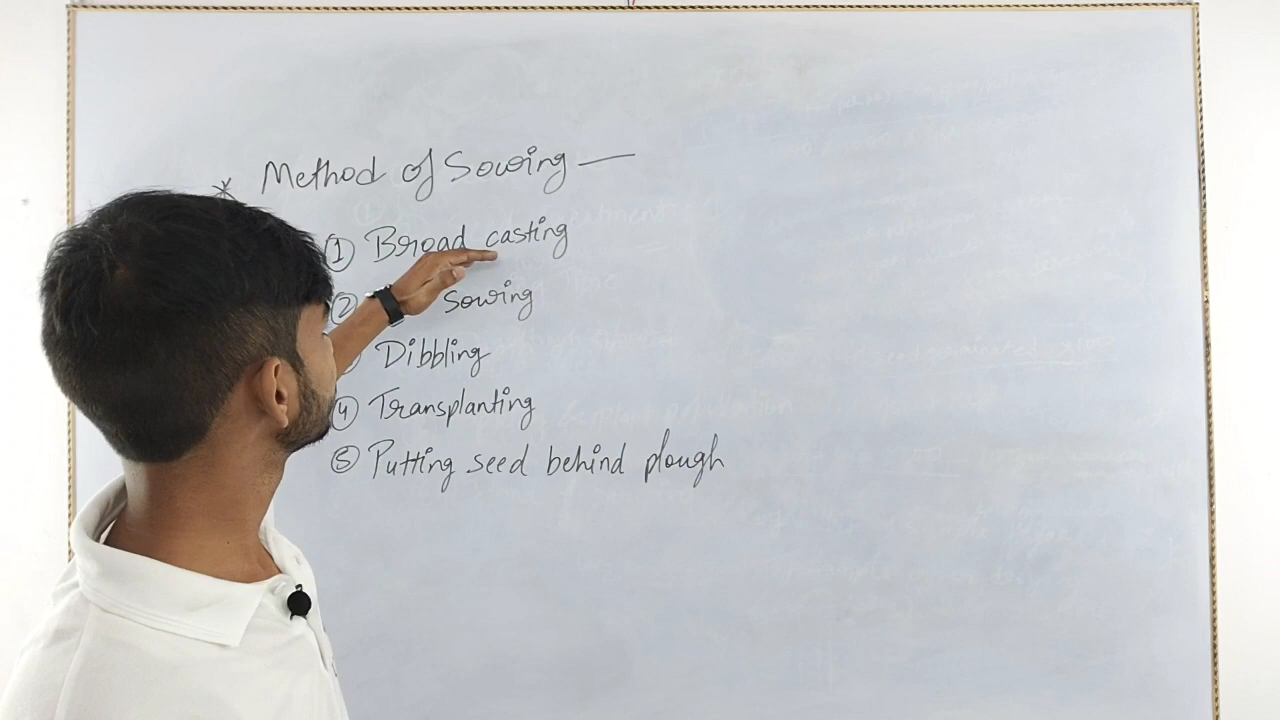 * Method of Sowing —
① Broad casting
② Sowing
Dibbling
④ Transplanting
⑤ Putting seed behind plough